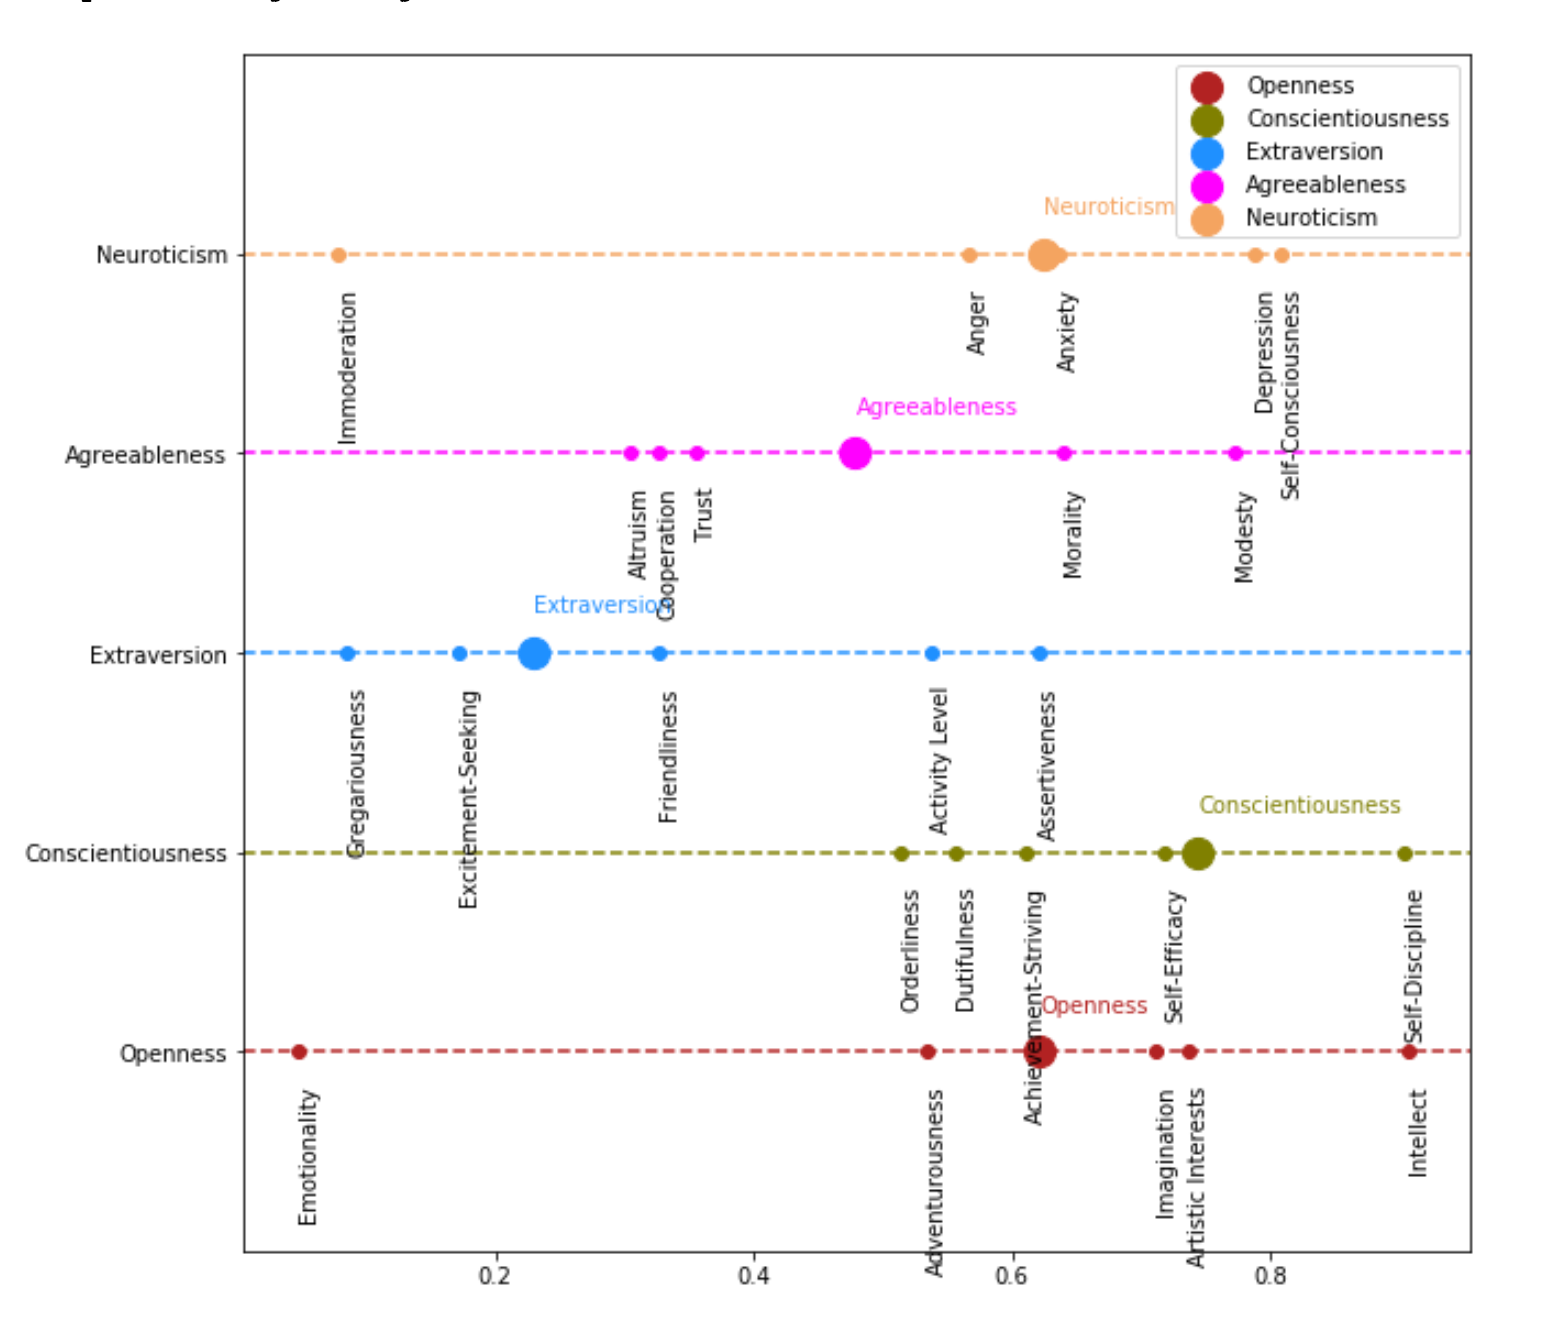 Openness
Conscientiousness
Extraversion
Agreeableness
Neuroticism
Neuroticism
Neuroticism
Immoderation
Anger
Anxiety
Depression
Self-Consciousness
Agreeableness
Agreeableness
Altruism
Cooperation
Trust
Morality
Modesty
Extraversion
Extraversion
Gregariousness
Excitement-Seeking
Friendliness
Activity Level
Assertiveness
Conscientiousness
Conscientiousness
Orderliness
Dutifulness
Achievement-Striving
Self-Efficacy
Self-Discipline
Openness
Openness
Emotionality
Adventurousness
Imagination
Artistic Interests
Intellect
0.2 0.4 0.6 0.8